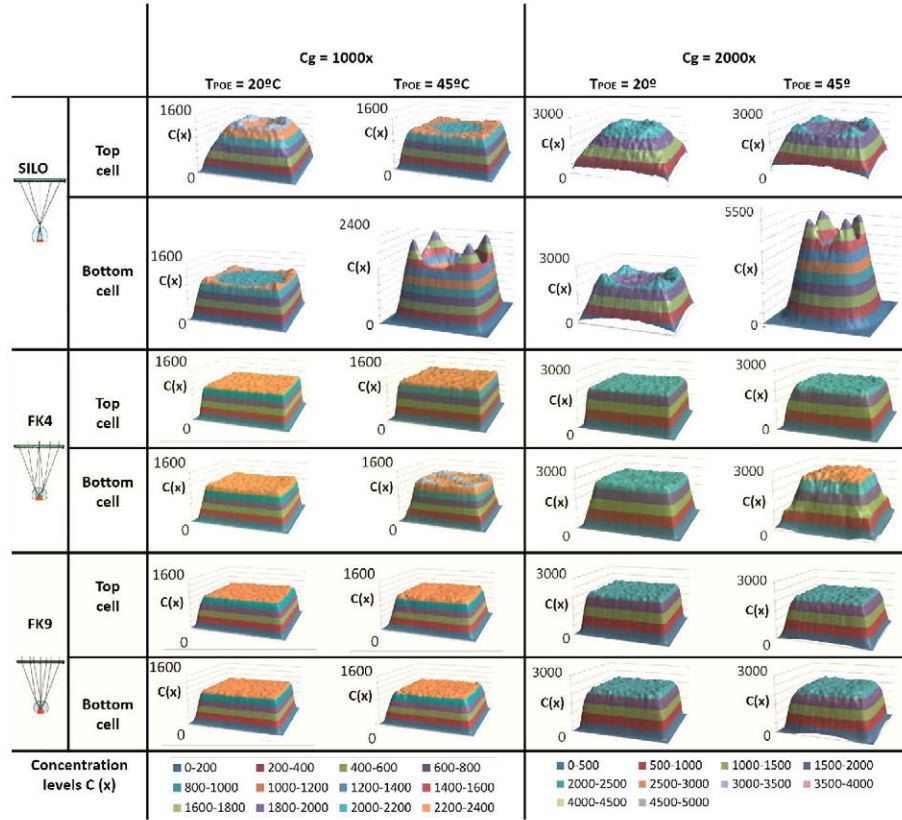 Cg = 1000x
Cg = 2000x
TPOE = 20ºC
TPOE = 45ºC
TPOE = 20º
TPOE = 45º
SILO
Top cell
1600
C(x)
0
1600
C(x)
0
3000
C(x)
0
3000
C(x)
0
Bottom cell
1600
C(x)
0
2400
C(x)
0
3000
C(x)
0
5500
C(x)
0
FK4
Top cell
1600
C(x)
0
1600
C(x)
0
3000
C(x)
0
3000
C(x)
0
Bottom cell
1600
C(x)
0
1600
C(x)
0
3000
C(x)
0
3000
C(x)
0
FK9
Top cell
1600
C(x)
0
1600
C(x)
0
3000
C(x)
0
3000
C(x)
0
Bottom cell
1600
C(x)
0
1600
C(x)
0
3000
C(x)
0
3000
C(x)
0
Concentration
levels C (x)
0-200 200-400 400-600 600-800
800-1000 1000-1200 1200-1400 1400-1600
1600-1800 1800-2000 2000-2200 2200-2400
0-500 500-1000 1000-1500 1500-2000
2000-2500 2500-3000 3000-3500 3500-4000
4000-4500 4500-5000